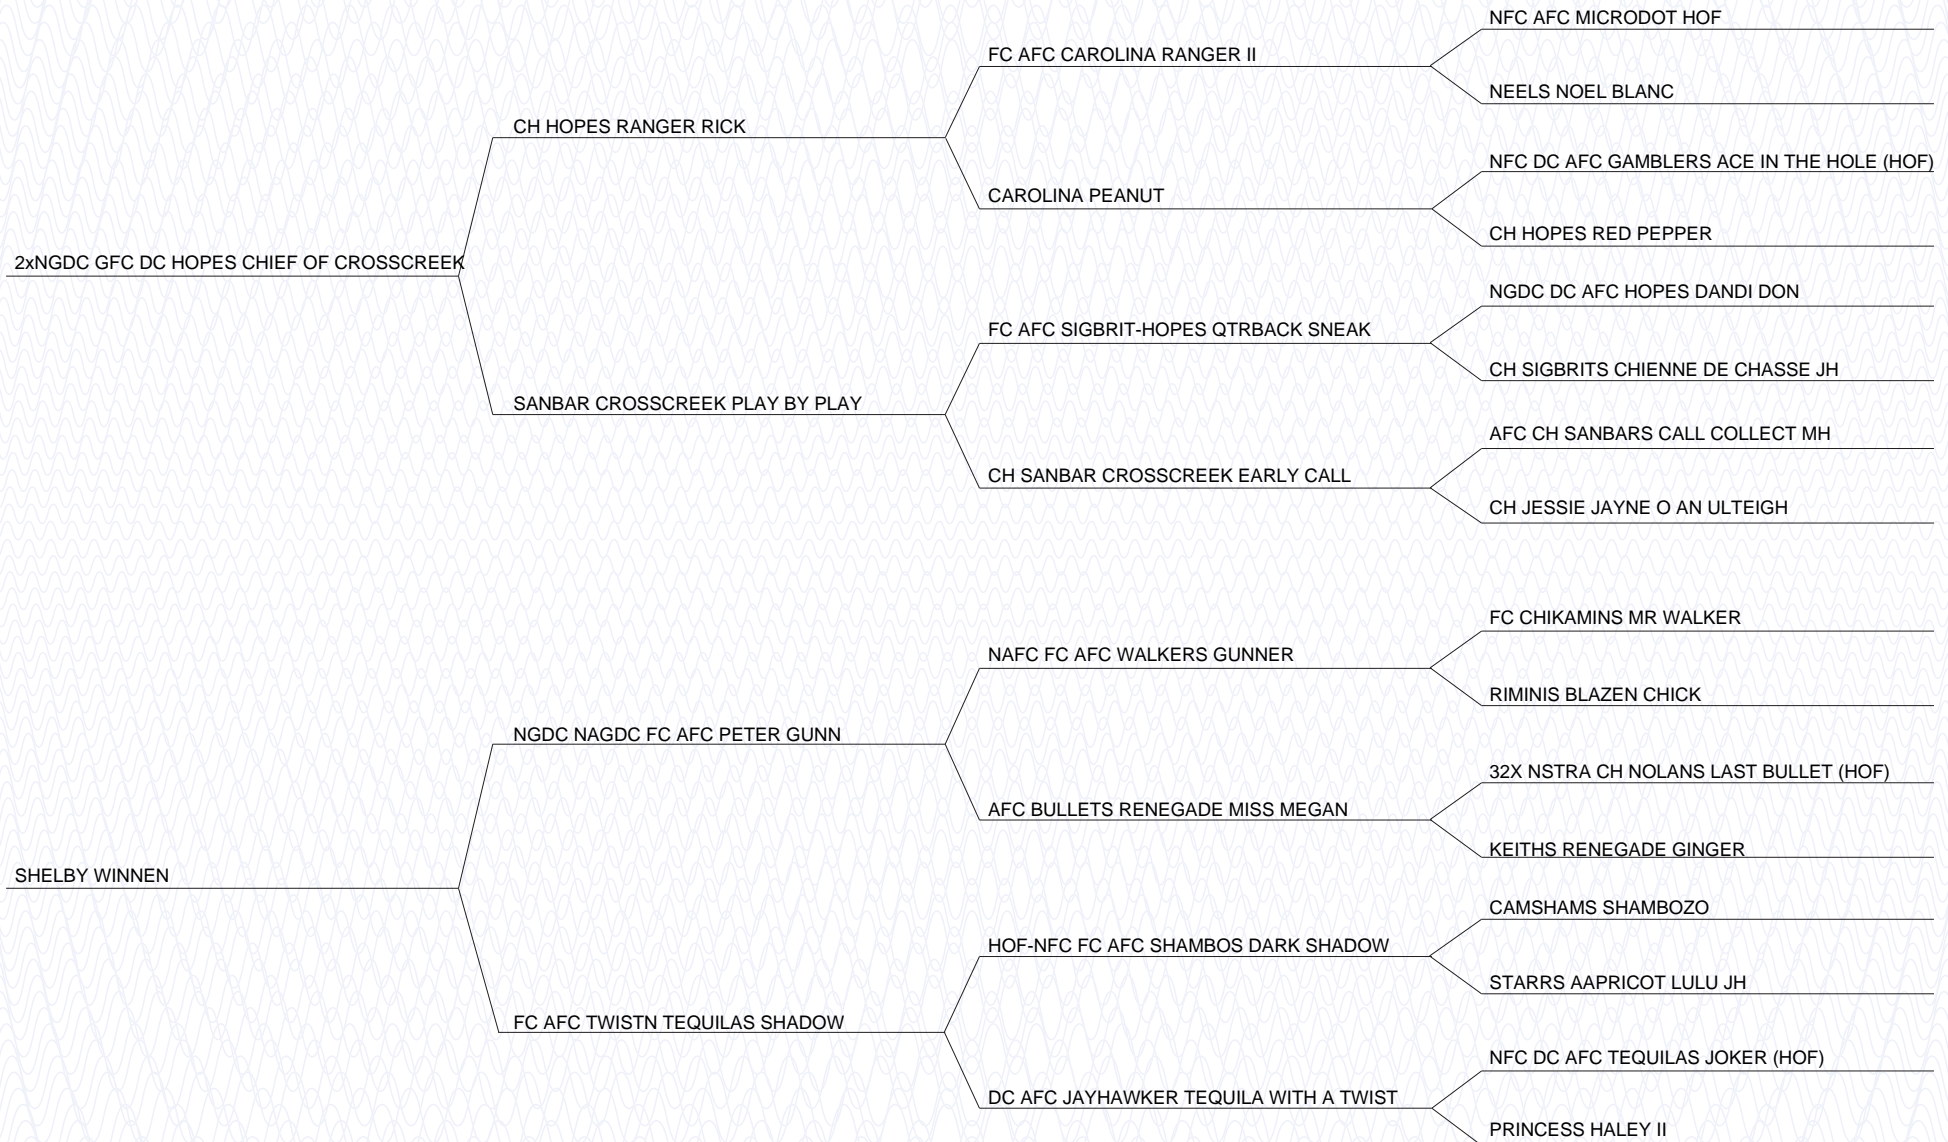 NFC AFC MICRODOT HOF
FC AFC CAROLINA RANGER II
NEELS NOEL BLANC
CH HOPES RANGER RICK
NFC DC AFC GAMBLERS ACE IN THE HOLE (HOF)
CAROLINA PEANUT
CH HOPES RED PEPPER
2xNGDC GFC DC HOPES CHIEF OF CROSSCREEK
NGDC DC AFC HOPES DANDI DON
FC AFC SIGBRIT-HOPES QTRBACK SNEAK
CH SIGBRITS CHIENNE DE CHASSE JH
SANBAR CROSSCREEK PLAY BY PLAY
AFC CH SANBARS CALL COLLECT MH
CH SANBAR CROSSCREEK EARLY CALL
CH JESSIE JAYNE O AN ULTEIGH
FC CHIKAMINS MR WALKER
NAFC FC AFC WALKERS GUNNER
RIMINIS BLAZEN CHICK
NGDC NAGDC FC AFC PETER GUNN
32X NSTRA CH NOLANS LAST BULLET (HOF)
AFC BULLETS RENEGADE MISS MEGAN
KEITHS RENEGADE GINGER
SHELBY WINNEN
CAMSHAMS SHAMBOZO
HOF-NFC FC AFC SHAMBOS DARK SHADOW
STARRS AAPRICOT LULU JH
FC AFC TWISTN TEQUILAS SHADOW
NFC DC AFC TEQUILAS JOKER (HOF)
DC AFC JAYHAWKER TEQUILA WITH A TWIST
PRINCESS HALEY II